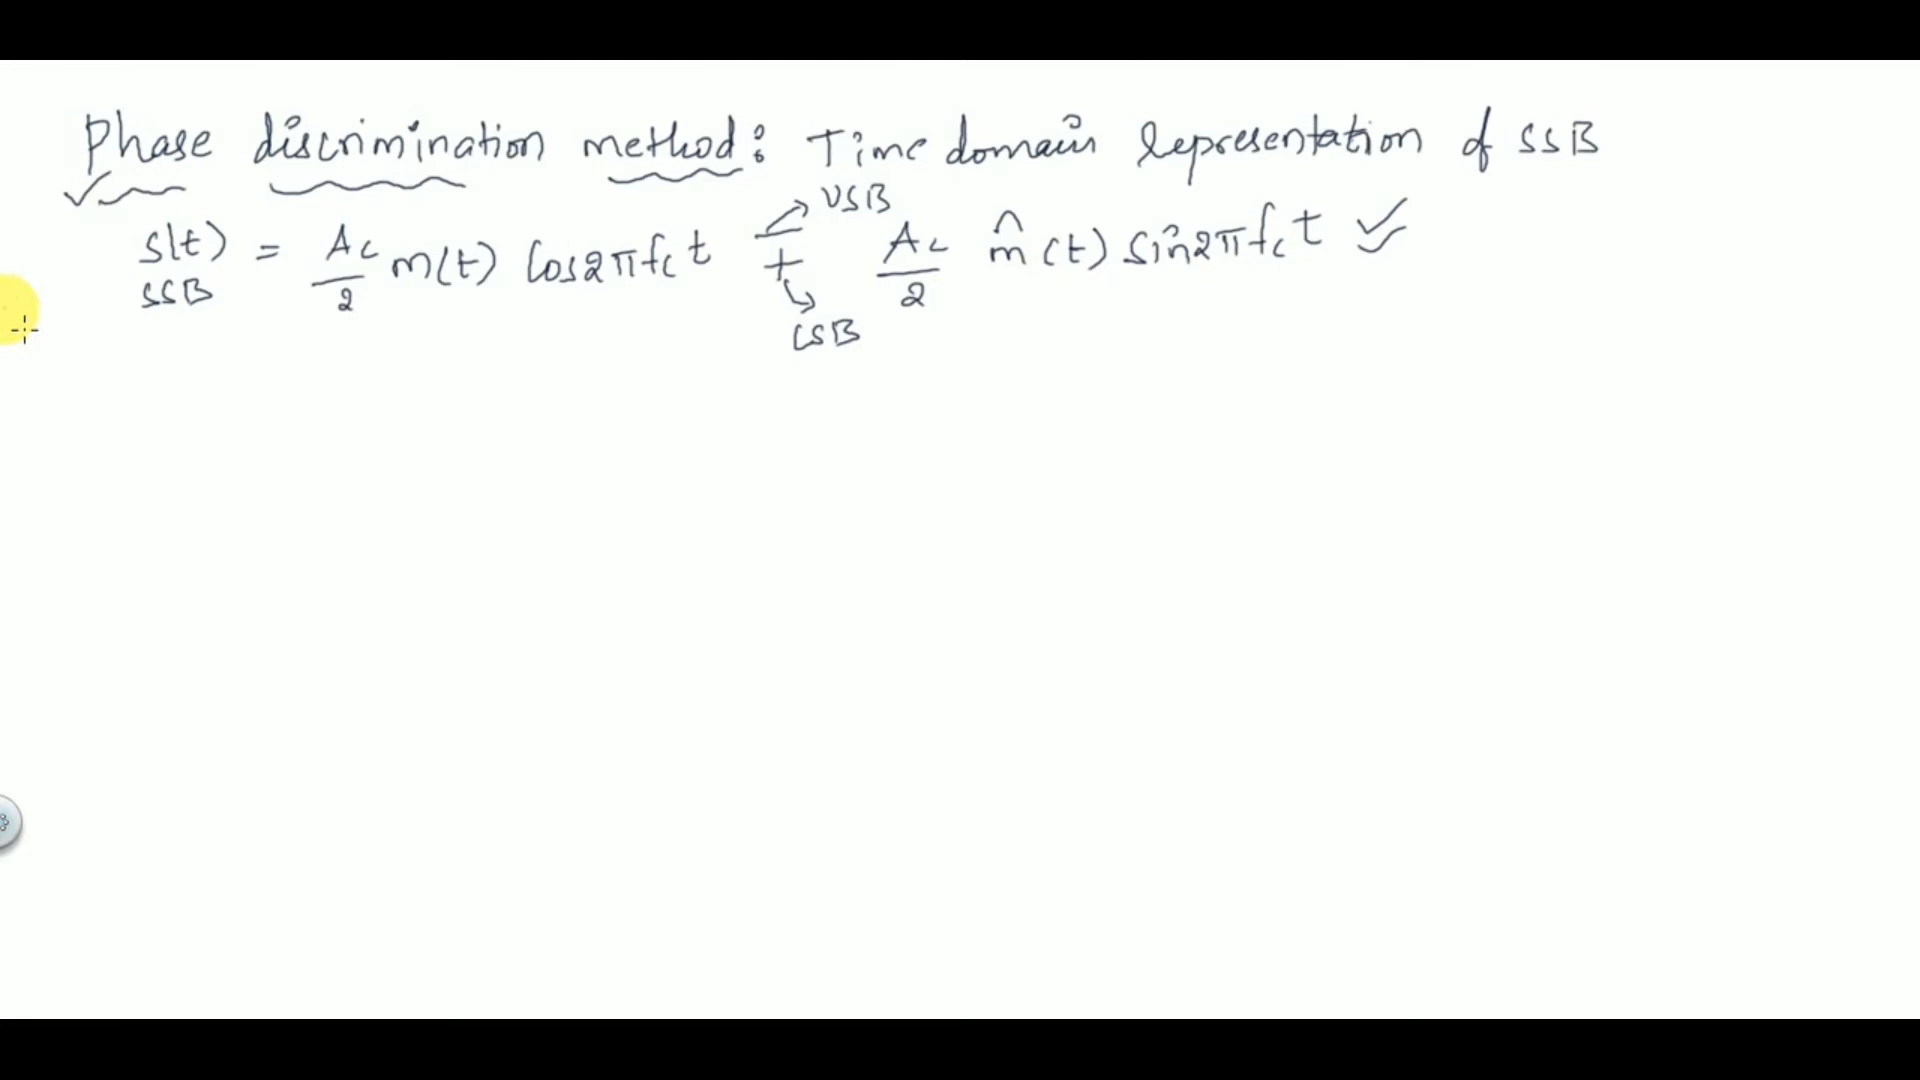 Phase discrimination method: Time domain representation of SSB
USB
S(t) = Ac/2 m(t) Cos2πfct ∓ Ac/2 m̂(t) Sin2πfct ✓
SSB
LSB